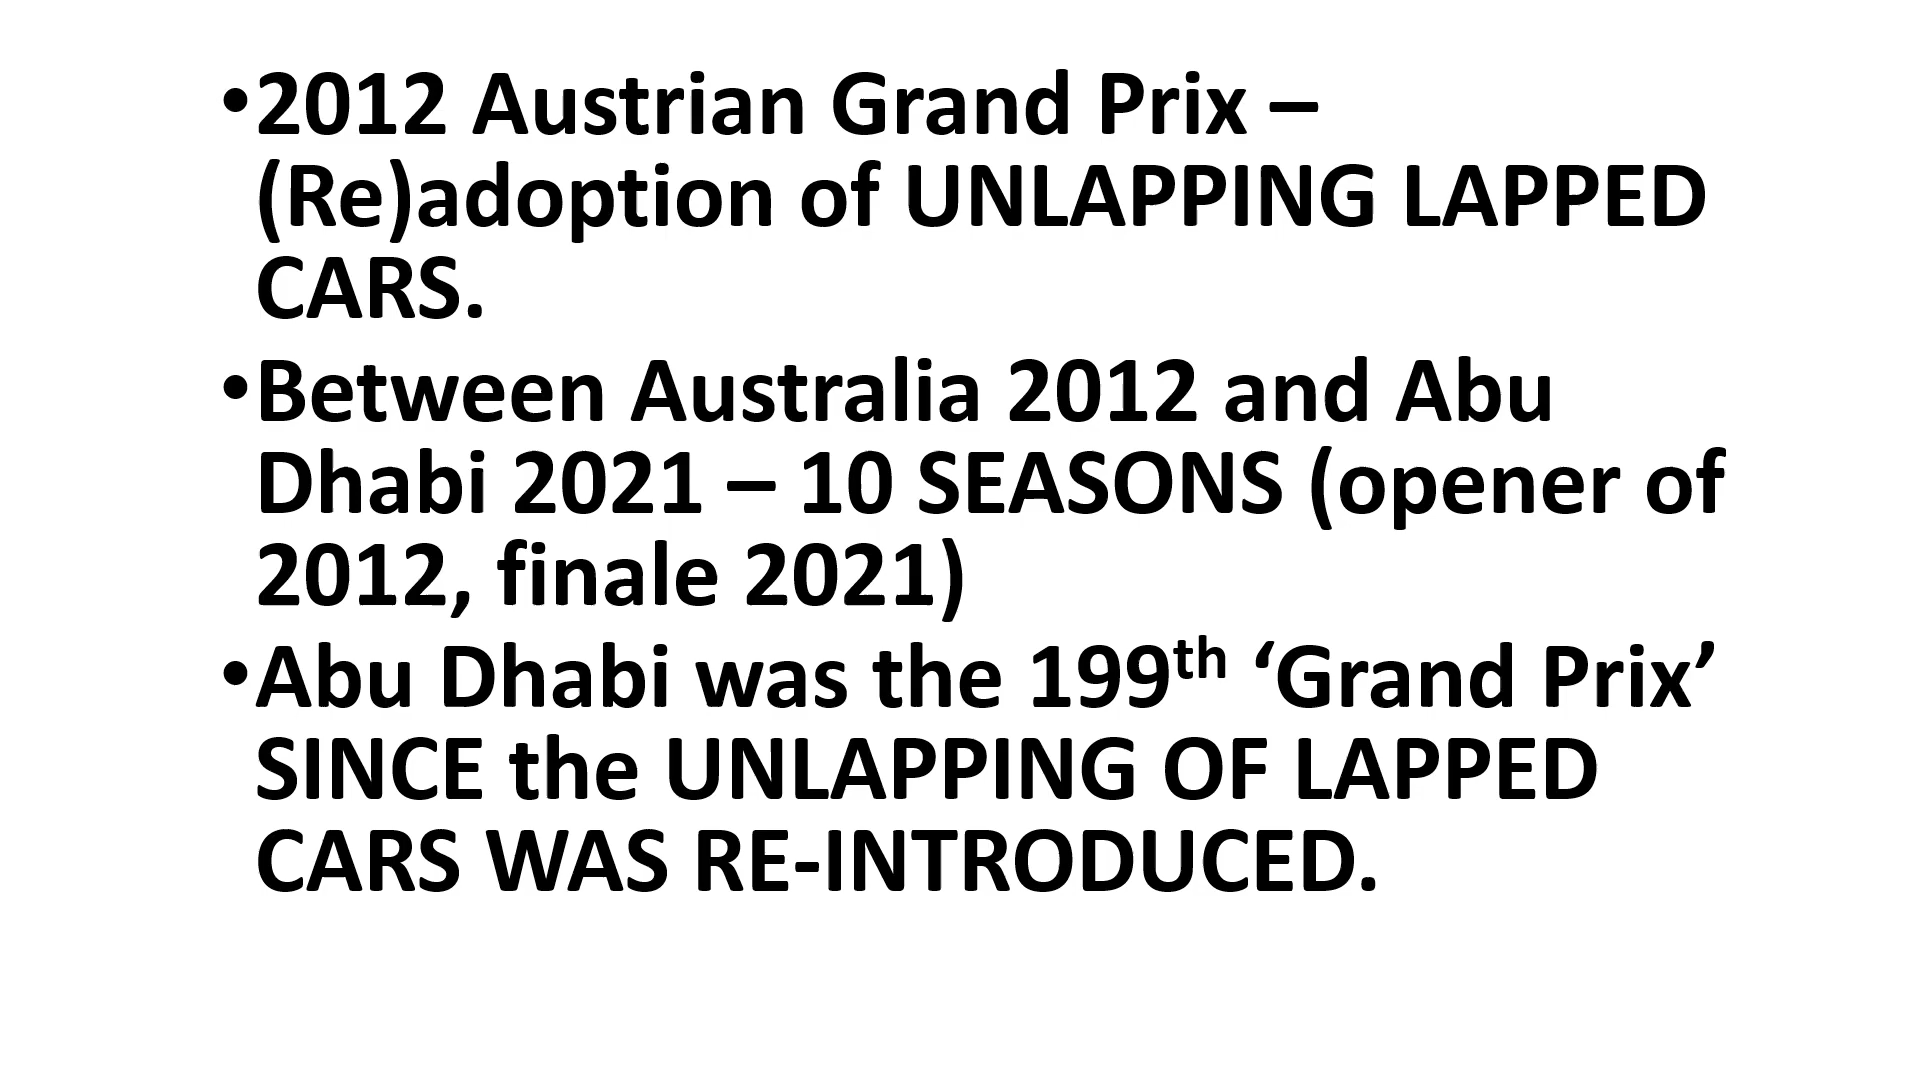 •2012 Austrian Grand Prix –
(Re)adoption of UNLAPPING LAPPED
CARS.
•Between Australia 2012 and Abu
Dhabi 2021 – 10 SEASONS (opener of
2012, finale 2021)
•Abu Dhabi was the 199th ‘Grand Prix’
SINCE the UNLAPPING OF LAPPED
CARS WAS RE-INTRODUCED.